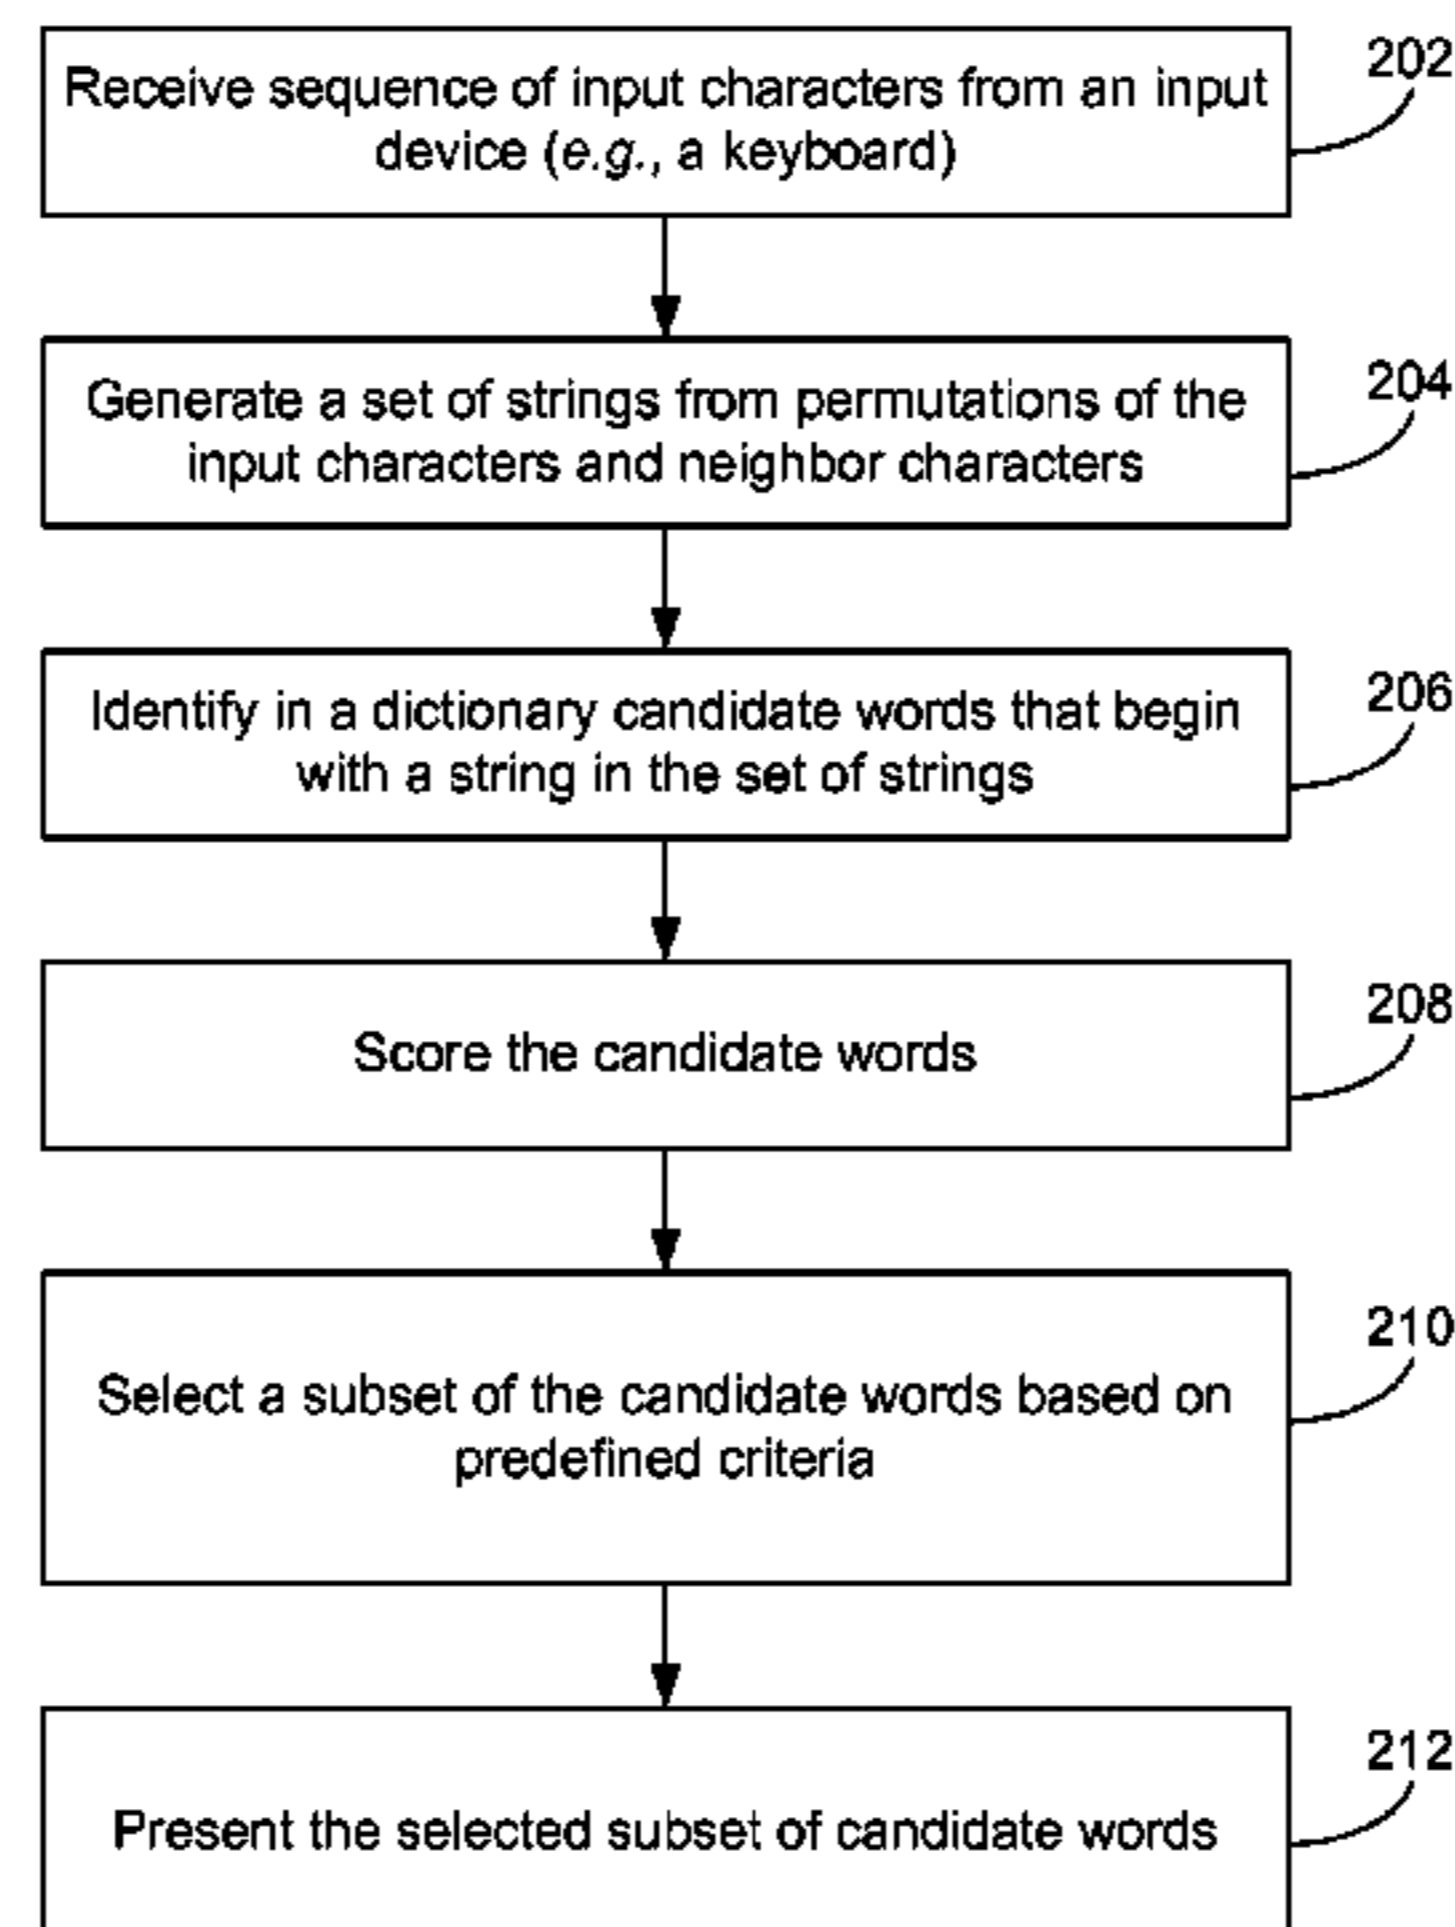 Receive sequence of input characters from an input
device (e.g., a keyboard)
202
Generate a set of strings from permutations of the
input characters and neighbor characters
204
Identify in a dictionary candidate words that begin
with a string in the set of strings
206
Score the candidate words
208
Select a subset of the candidate words based on
predefined criteria
210
Present the selected subset of candidate words
212